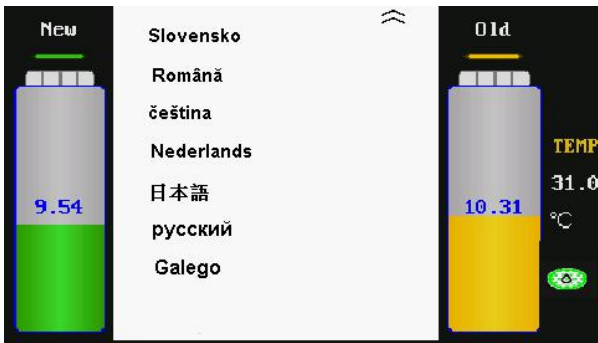 New
9.54
Slovensko
Română
čeština
Nederlands
日本語
русский
Galego
Old
10.31
TEMP
31.0
°C